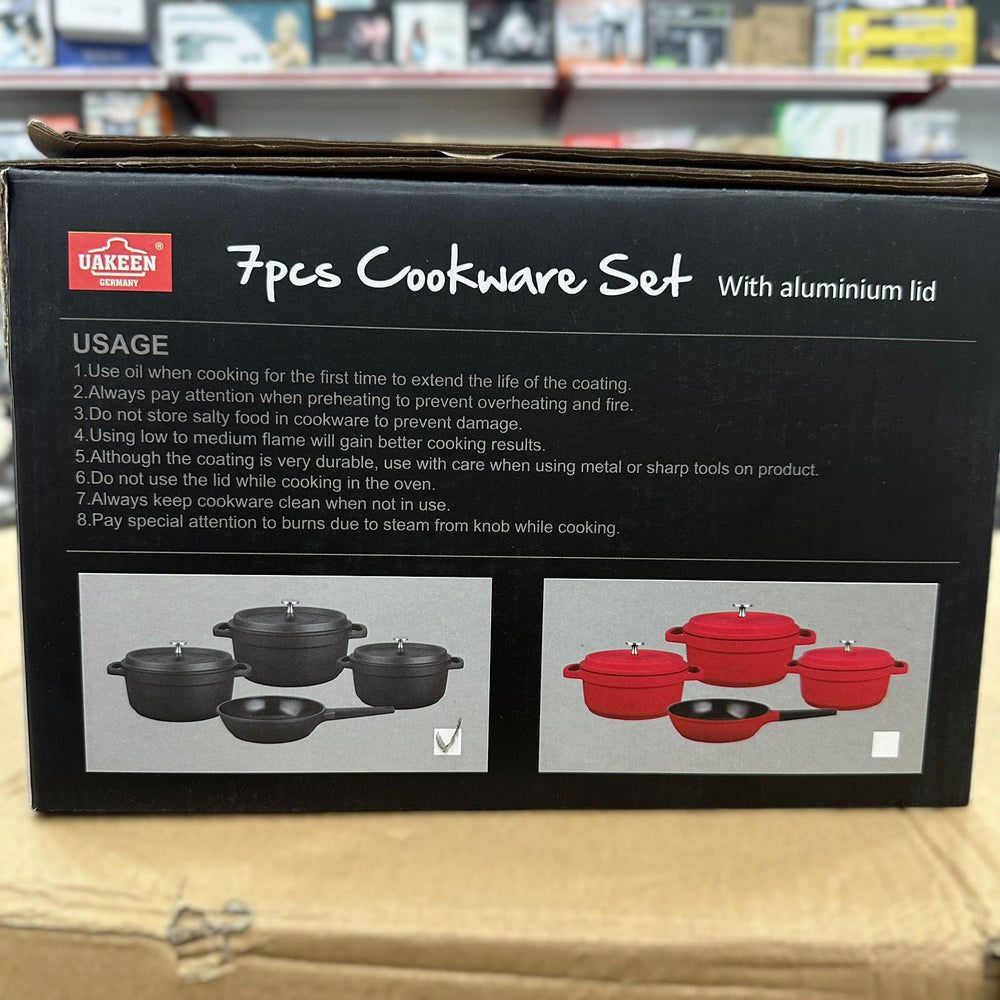 UAKEEN ®
GERMANY
7pcs Cookware Set With aluminium lid
USAGE
1.Use oil when cooking for the first time to extend the life of the coating.
2.Always pay attention when preheating to prevent overheating and fire.
3.Do not store salty food in cookware to prevent damage.
4.Using low to medium flame will gain better cooking results.
5.Although the coating is very durable, use with care when using metal or sharp tools on product.
6.Do not use the lid while cooking in the oven.
7.Always keep cookware clean when not in use.
8.Pay special attention to burns due to steam from knob while cooking.